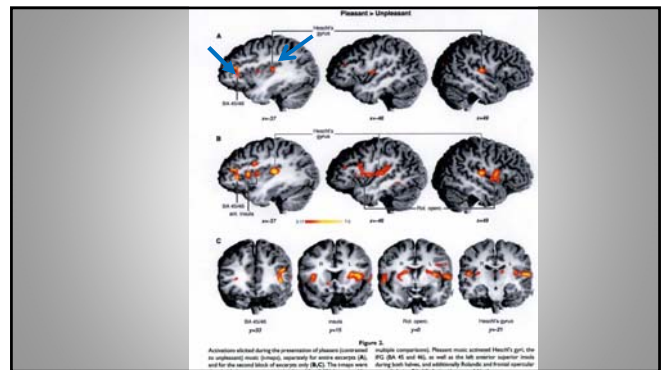 Pleasant > Unpleasant
A
Heschl's
gyrus
BA 45/46
x=-37
x=-46
x=49
B
Heschl's
gyrus
BA 45/46
ant. insula
Rol. operc.
x=-37
x=-46
x=49
C
BA 45/46
insula
Rol. operc.
Heschl's gyrus
y=33
y=15
y=0
Figure 2.
Activations elicited during the presentation of pleasant (contrasted
to unpleasant) music (t-maps), separately for entire excerpts (A),
and for the second block of excerpts only (B,C). The t-maps were
multiple comparisons). Pleasant music activated Heschl's gyri, the
IFG (BA 45 and 46), as well as the left anterior superior insula
during both halves, and additionally Rolandic and frontal opercular